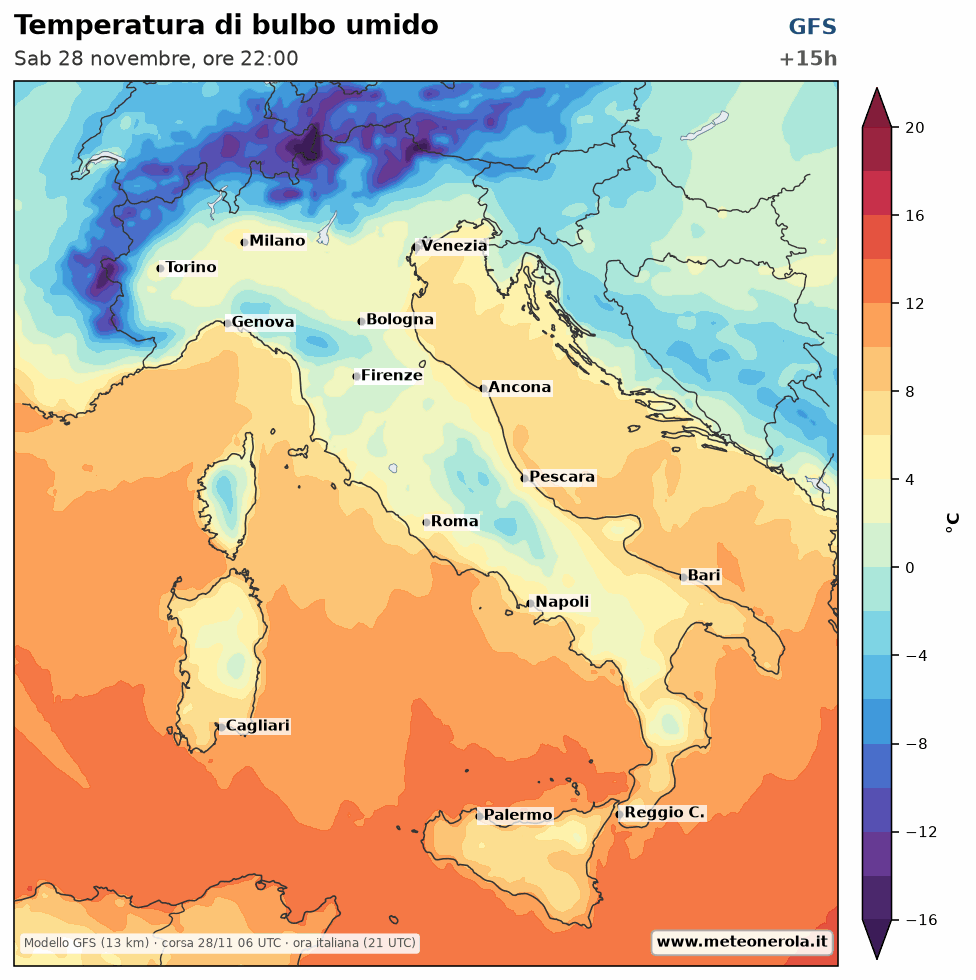 Temperatura di bulbo umido
GFS
Sab 28 novembre, ore 22:00
+15h
20
16
12
8
4
0
−4
−8
−12
−16
°C
Milano
Venezia
Torino
Genova
Bologna
Firenze
Ancona
Pescara
Roma
Bari
Napoli
Cagliari
Palermo
Reggio C.
Modello GFS (13 km) · corsa 28/11 06 UTC · ora italiana (21 UTC)
www.meteonerola.it